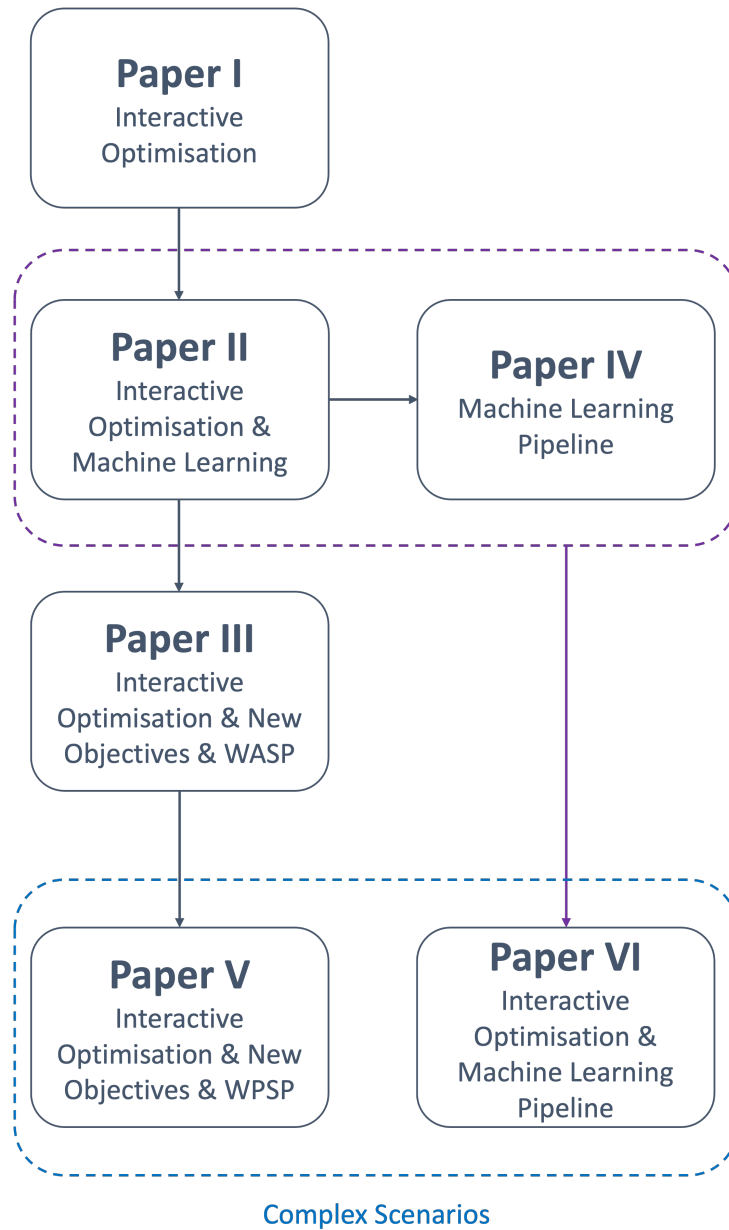 Paper I
Interactive
Optimisation
Paper II
Interactive
Optimisation &
Machine Learning
Paper IV
Machine Learning
Pipeline
Paper III
Interactive
Optimisation & New
Objectives & WASP
Paper V
Interactive
Optimisation & New
Objectives & WPSP
Paper VI
Interactive
Optimisation &
Machine Learning
Pipeline
Complex Scenarios